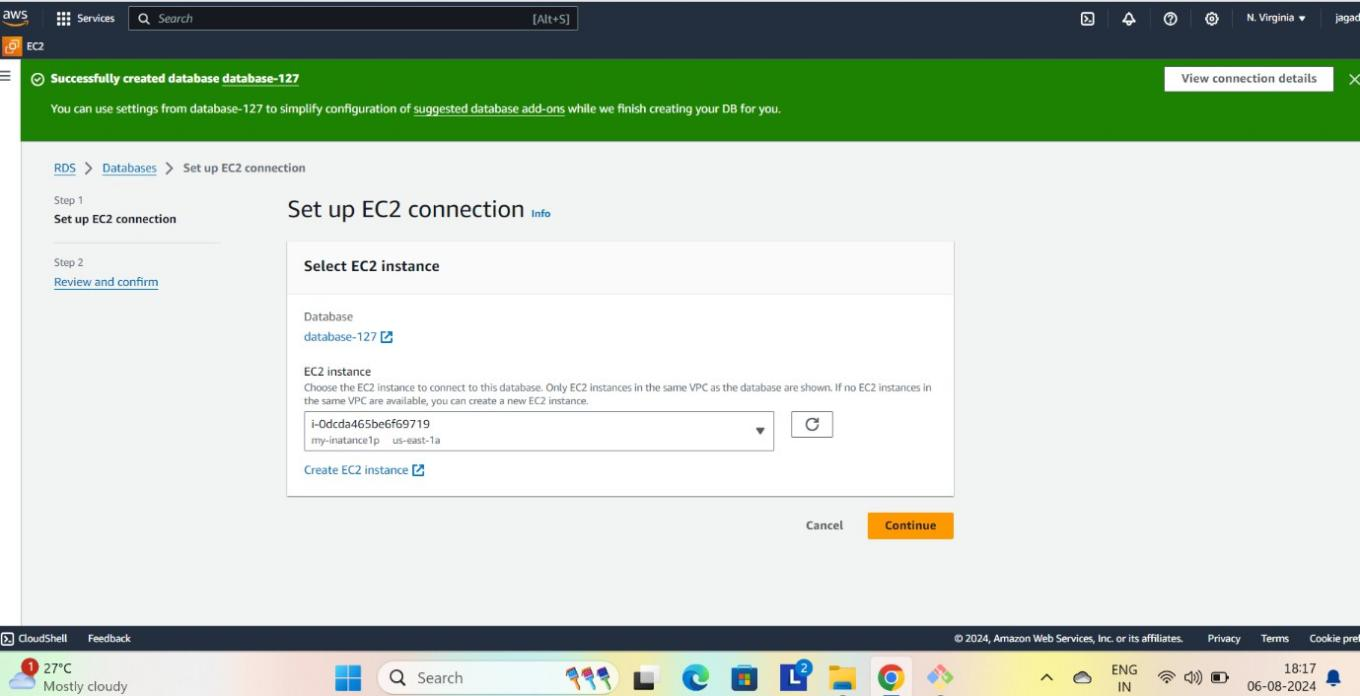 aws
Services
Search
[Alt+S]
N. Virginia
jagad
EC2
Successfully created database database-127
View connection details
You can use settings from database-127 to simplify configuration of suggested database add-ons while we finish creating your DB for you.
RDS > Databases > Set up EC2 connection
Step 1
Set up EC2 connection
Step 2
Review and confirm
Set up EC2 connection Info
Select EC2 instance
Database
database-127
EC2 instance
Choose the EC2 instance to connect to this database. Only EC2 instances in the same VPC as the database are shown. If no EC2 instances in
the same VPC are available, you can create a new EC2 instance.
i-0dcda465be6f69719
my-inatance1p us-east-1a
Create EC2 instance
Cancel
Continue
CloudShell
Feedback
© 2024, Amazon Web Services, Inc. or its affiliates.
Privacy
Terms
Cookie pref
1
27°C
Mostly cloudy
Search
L 2
ENG
IN
18:17
06-08-2024